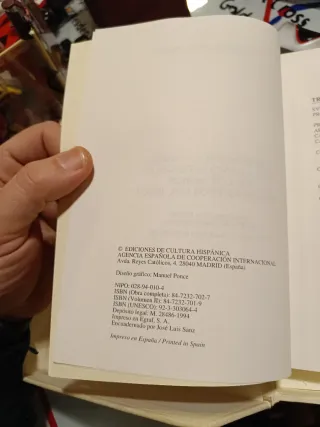 © EDICIONES DE CULTURA HISPÁNICA
AGENCIA ESPAÑOLA DE COOPERACIÓN INTERNACIONAL
Avda. Reyes Católicos, 4. 28040 MADRID (España)
Diseño gráfico: Manuel Ponce
NIPO: 028-94-010-4
ISBN (Obra completa): 84-7232-702-7
ISBN (Volumen II): 84-7232-701-9
ISBN (UNESCO): 92-3-303064-4
Depósito legal: M. 26486-1994
Impreso en Egraf, S. A.
Encuadernado por José Luis Sanz
Impreso en España / Printed in Spain